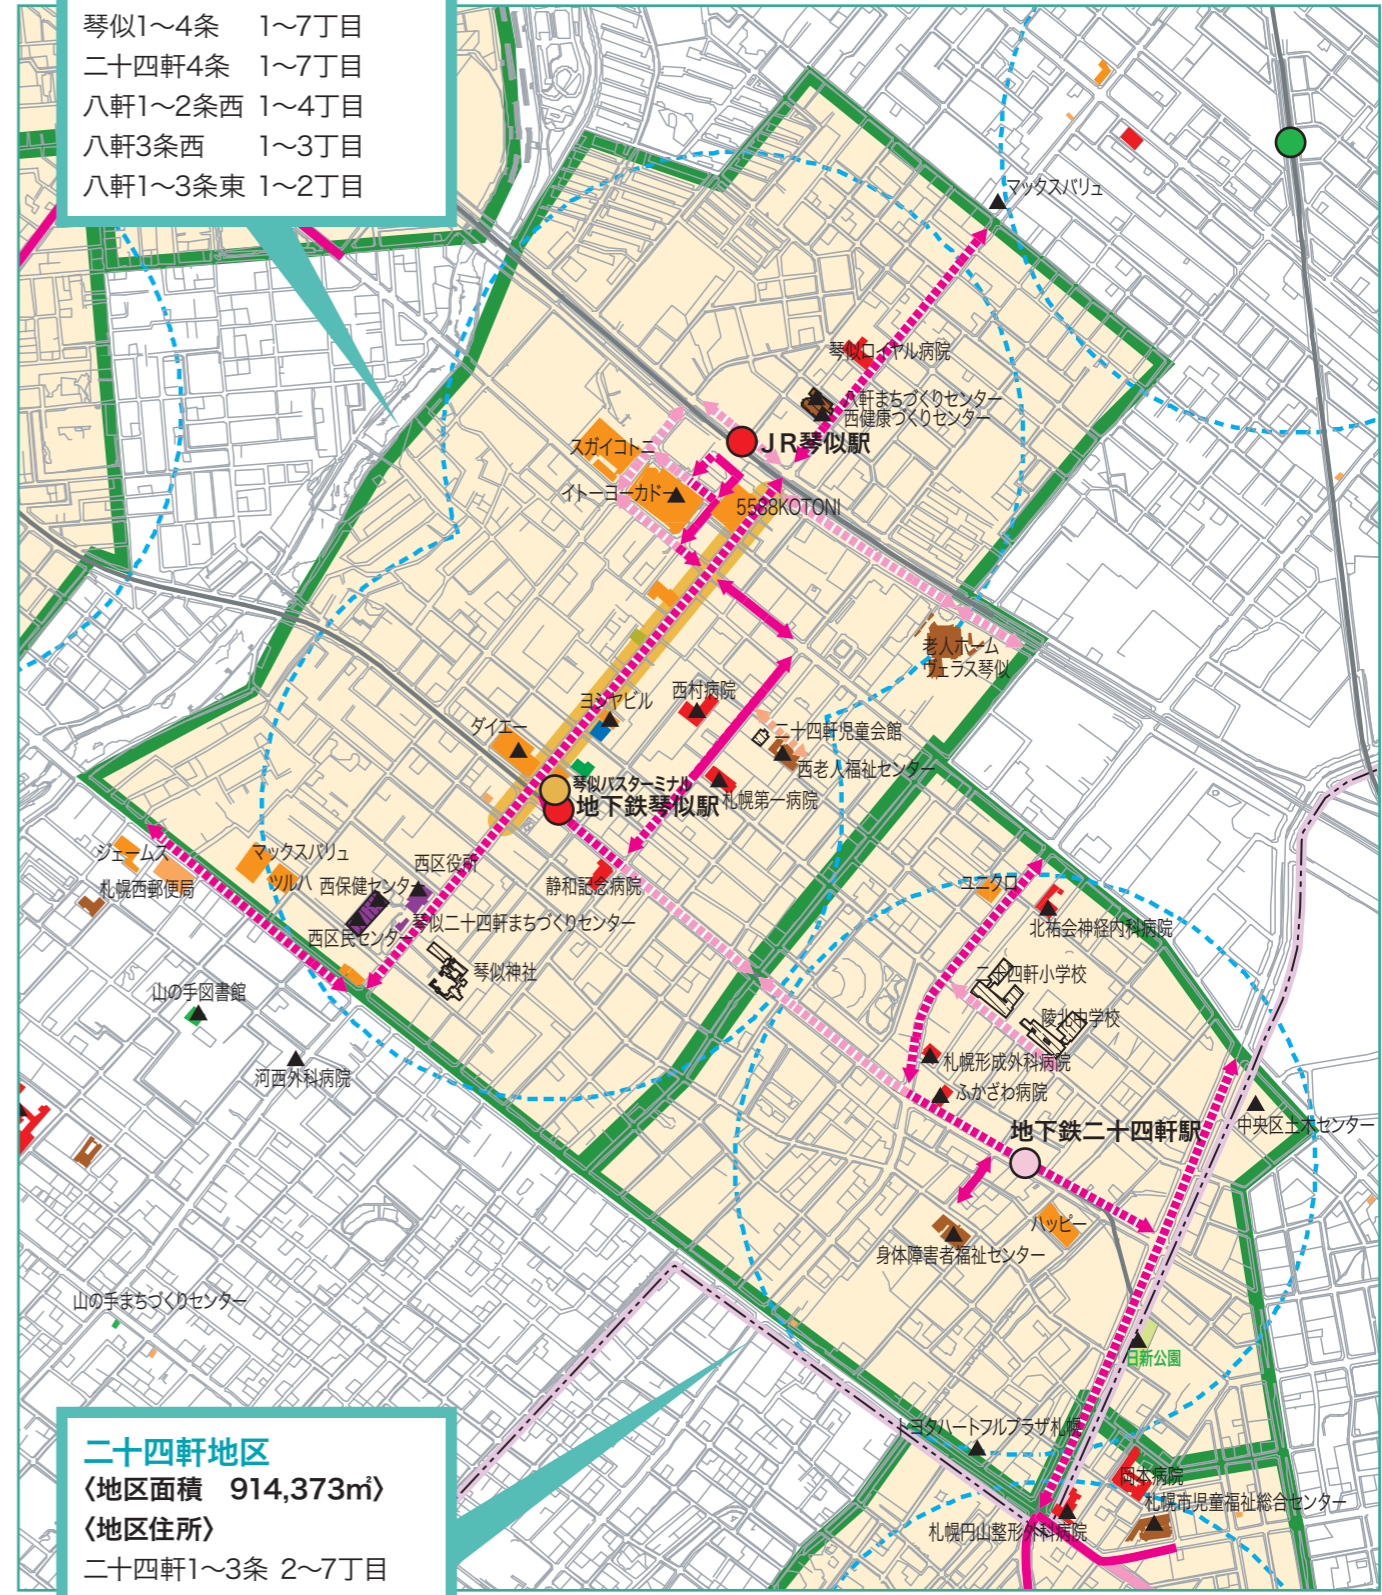 琴似1〜4条 1〜7丁目
二十四軒4条 1〜7丁目
八軒1〜2条西 1〜4丁目
八軒3条西 1〜3丁目
八軒1〜3条東 1〜2丁目
マックスバリュ
琴似ロイヤル病院
八軒まちづくりセンター
西健康づくりセンター
JR琴似駅
スガイコトニ
イトーヨーカドー
5588KOTONI
老人ホーム
ヴェラス琴似
西村病院
ヨシヤビル
ダイエー
二十四軒児童会館
西老人福祉センター
琴似バスターミナル
地下鉄琴似駅
札幌第一病院
ジェームス
札幌西郵便局
マックスバリュ
ツルハ
西保健センター
西区役所
静和記念病院
琴似二十四軒まちづくりセンター
西区民センター
琴似神社
ユニクロ
北祐会神経内科病院
二十四軒小学校
陵北中学校
山の手図書館
河西外科病院
札幌形成外科病院
ふかざわ病院
地下鉄二十四軒駅
中央区土木センター
ハッピー
身体障害者福祉センター
山の手まちづくりセンター
日新公園
トヨタハートフルプラザ札幌
岡本病院
札幌市児童福祉総合センター
札幌円山整形外科病院
二十四軒地区
〈地区面積 914,373㎡〉
〈地区住所〉
二十四軒1〜3条 2〜7丁目